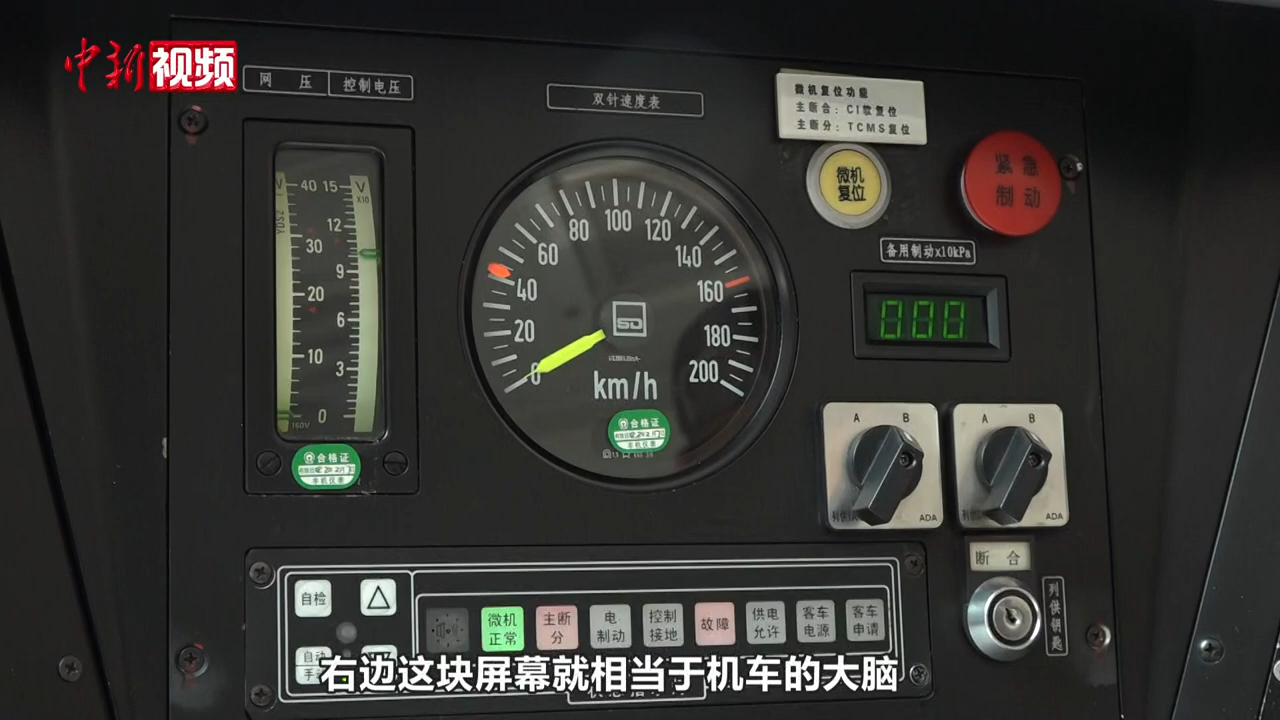 中新视频
网 压 控制电压
双针速度表
微机复位功能
主断合：CI软复位
主断分：TCMS复位
微机
复位
紧 急
制 动
备用制动x10kPa
000
V 40 15 V
X10
12
30
9
20
6
10
3
0
160V
合格证
0 20 40 60 80 100 120 140 160 180 200
SD
km/h
合格证
A B
ADA
A B
ADA
断 合
列供钥匙
自检
△
微机
正常
主断
分
电
制动
控制
接地
故障
供电
允许
客车
电源
客车
申请
自动
右边这块屏幕就相当于机车的大脑